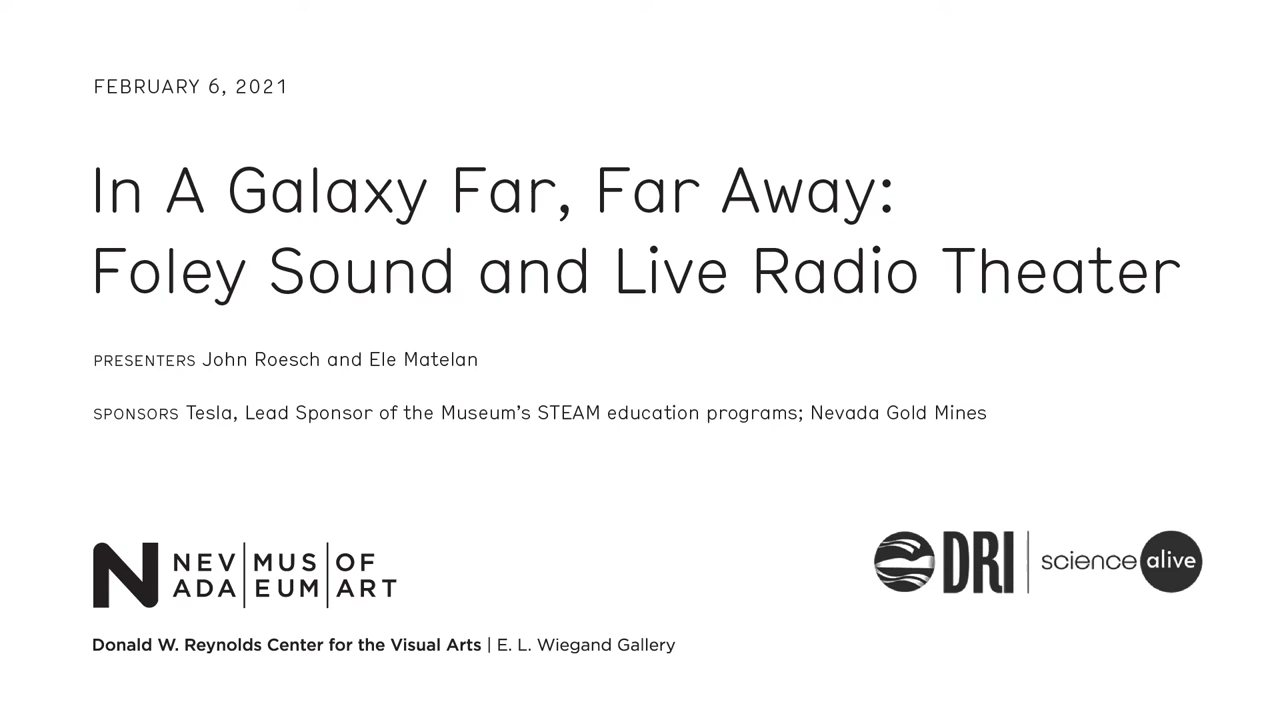 FEBRUARY 6, 2021
In A Galaxy Far, Far Away:
Foley Sound and Live Radio Theater
PRESENTERS John Roesch and Ele Matelan
SPONSORS Tesla, Lead Sponsor of the Museum's STEAM education programs; Nevada Gold Mines
N NEV|MUS|OF
ADA|EUM|ART
DRI | science alive
Donald W. Reynolds Center for the Visual Arts | E. L. Wiegand Gallery